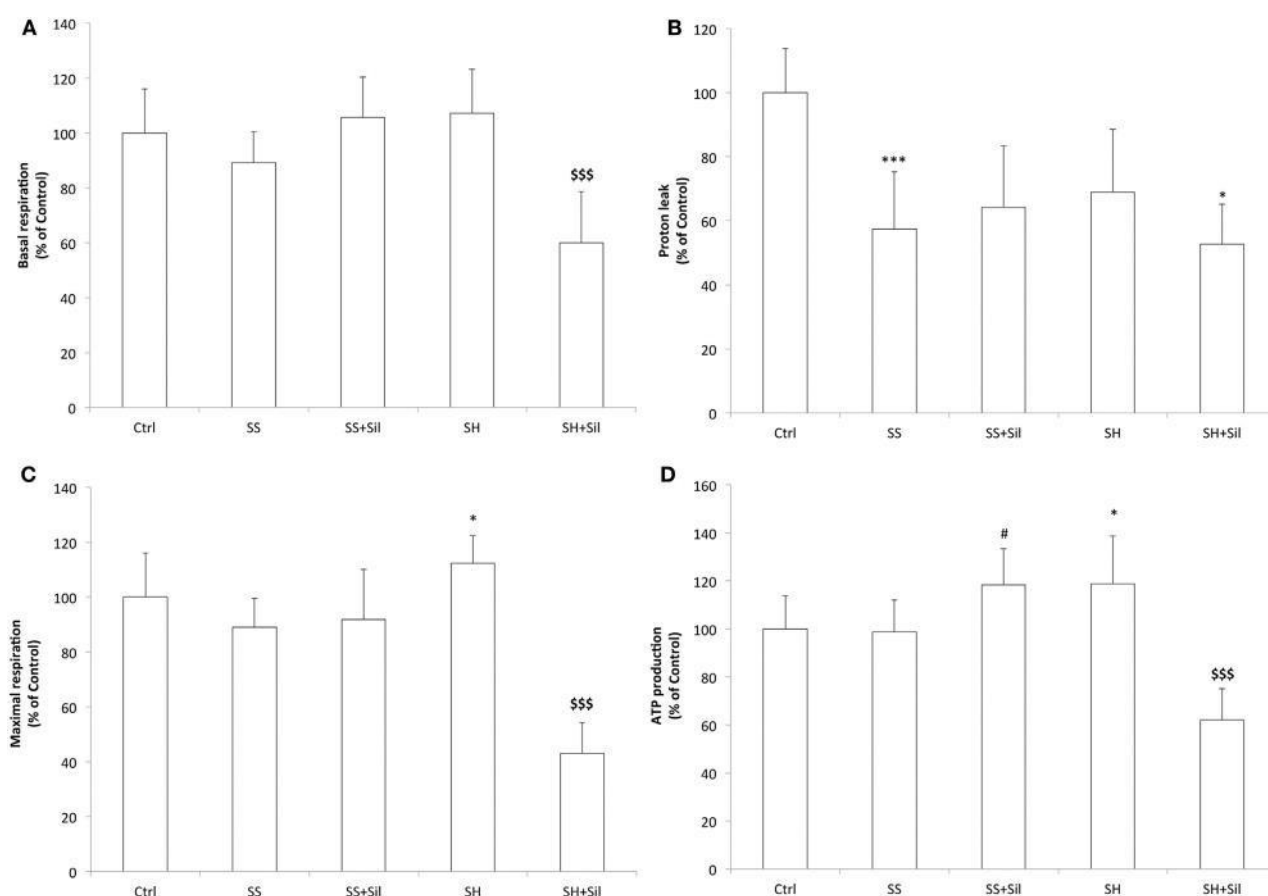 A
Basal respiration
(% of Control)
140
120
100
80
60
40
20
0
$$$
Ctrl SS SS+Sil SH SH+Sil
B
Proton leak
(% of Control)
120
100
80
60
40
20
0
***
*
Ctrl SS SS+Sil SH SH+Sil
C
Maximal respiration
(% of Control)
140
120
100
80
60
40
20
0
*
$$$
Ctrl SS SS+Sil SH SH+Sil
D
ATP production
(% of Control)
160
140
120
100
80
60
40
20
0
#
*
$$$
Ctrl SS SS+Sil SH SH+Sil